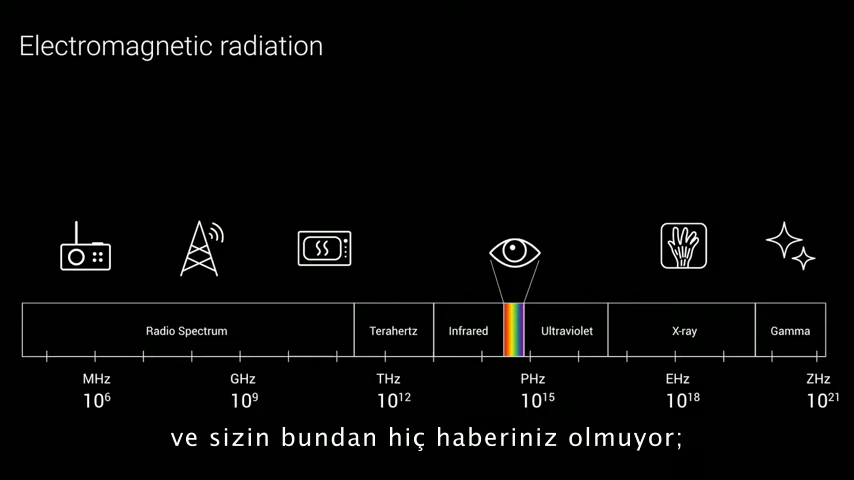 Electromagnetic radiation
Radio Spectrum Terahertz Infrared Ultraviolet X-ray Gamma
MHz GHz THz PHz EHz ZHz
10⁶ 10⁹ 10¹² 10¹⁵ 10¹⁸ 10²¹
ve sizin bundan hiç haberiniz olmuyor;